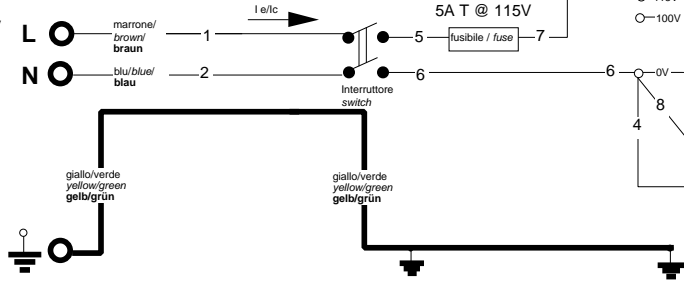 I e/Ic
5A T @ 115V
100V
L
marrone/
brown/
braun
1
5
fusibile / fuse
7
N
blu/blue/
blau
2
6
6
0V
Interruttore
switch
4
8
giallo/verde
yellow/green
gelb/grün
giallo/verde
yellow/green
gelb/grün